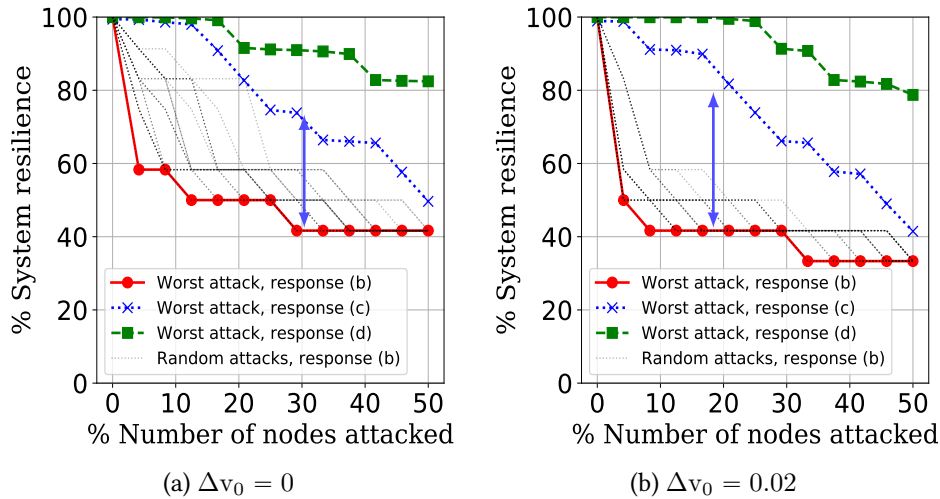 100
80
60
40
20
0
% System resilience
Worst attack, response (b)
Worst attack, response (c)
Worst attack, response (d)
Random attacks, response (b)
0 10 20 30 40 50
% Number of nodes attacked
(a) Δv₀ = 0
100
80
60
40
20
0
% System resilience
Worst attack, response (b)
Worst attack, response (c)
Worst attack, response (d)
Random attacks, response (b)
0 10 20 30 40 50
% Number of nodes attacked
(b) Δv₀ = 0.02